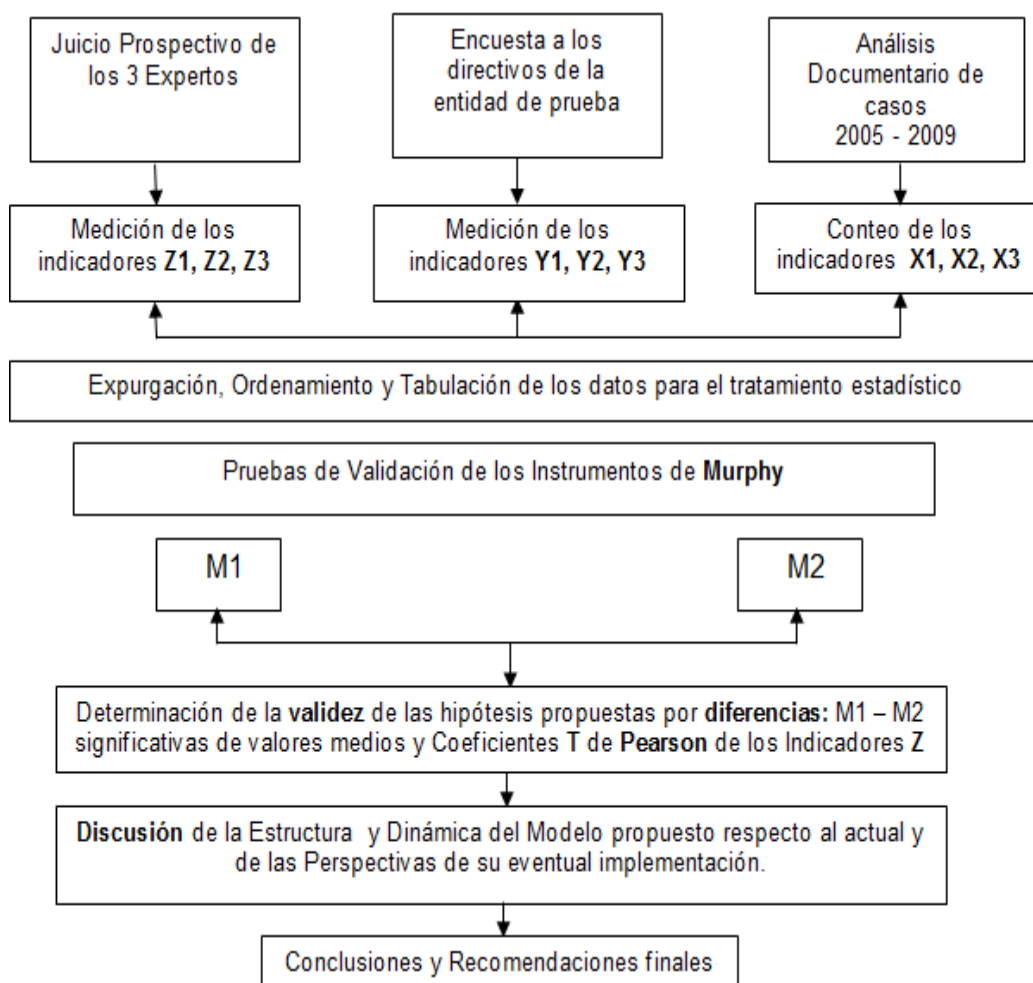 Juicio Prospectivo de
los 3 Expertos
Encuesta a los
directivos de la
entidad de prueba
Análisis
Documentario de
casos
2005 - 2009
Medición de los
indicadores Z1, Z2, Z3
Medición de los
indicadores Y1, Y2, Y3
Conteo de los
indicadores X1, X2, X3
Expurgación, Ordenamiento y Tabulación de los datos para el tratamiento estadístico
Pruebas de Validación de los Instrumentos de Murphy
M1
M2
Determinación de la validez de las hipótesis propuestas por diferencias: M1 – M2
significativas de valores medios y Coeficientes T de Pearson de los Indicadores Z
Discusión de la Estructura y Dinámica del Modelo propuesto respecto al actual y
de las Perspectivas de su eventual implementación.
Conclusiones y Recomendaciones finales